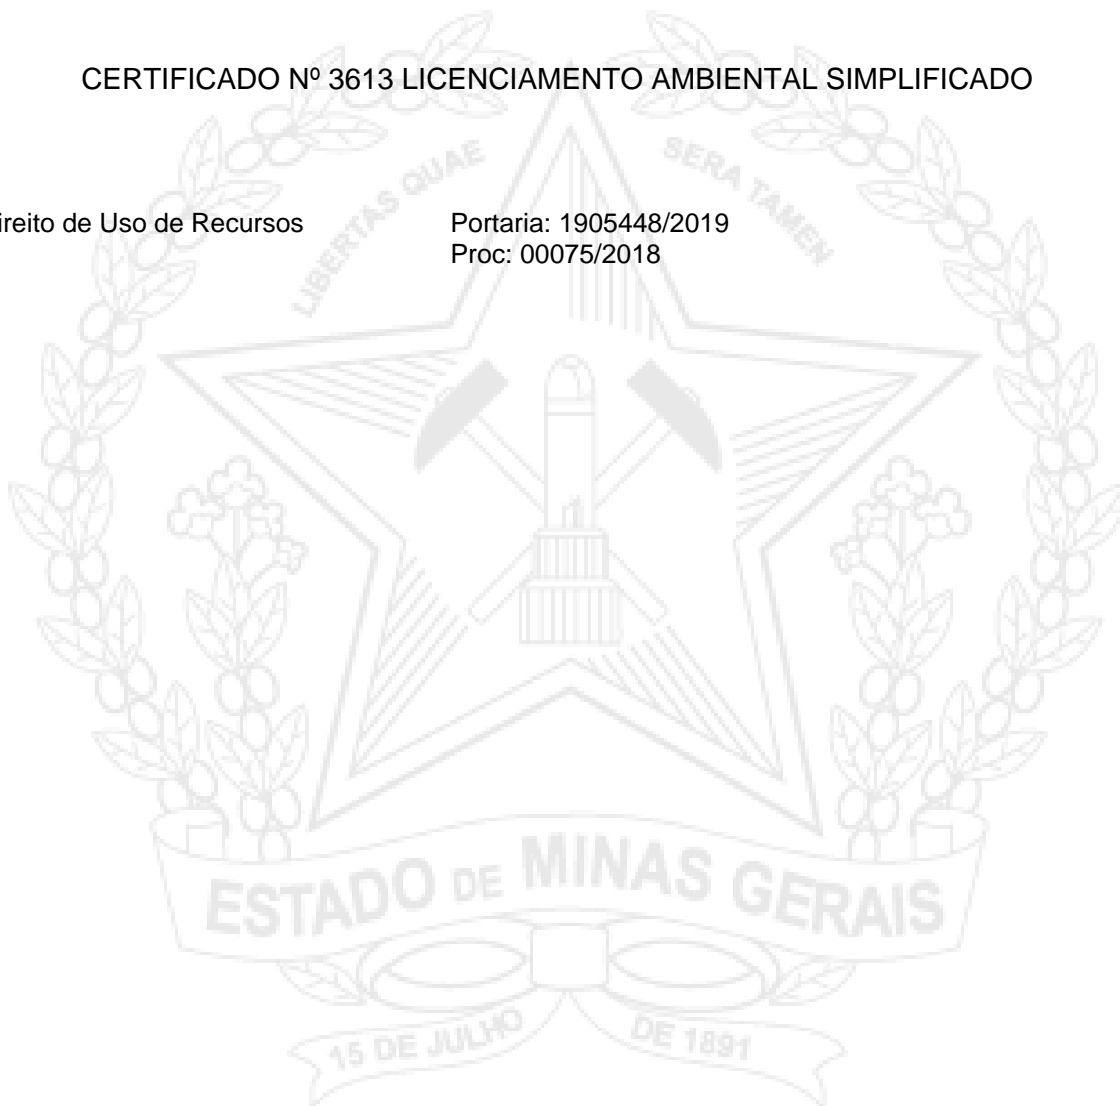 CERTIFICADO Nº 3613 LICENCIAMENTO AMBIENTAL SIMPLIFICADO
LIBERTAS QUAE SERA TAMEN
ireito de Uso de Recursos Portaria: 1905448/2019
Proc: 00075/2018
ESTADO DE MINAS GERAIS
15 DE JULHO DE 1891